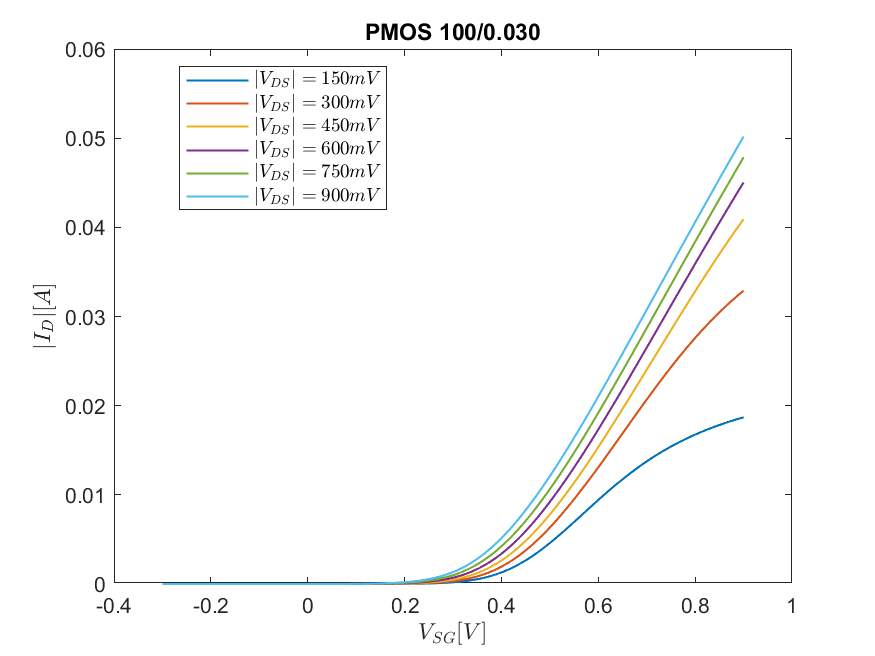 PMOS 100/0.030
|V_DS| = 150mV
|V_DS| = 300mV
|V_DS| = 450mV
|V_DS| = 600mV
|V_DS| = 750mV
|V_DS| = 900mV
0.06
0.05
0.04
0.03
0.02
0.01
0
|I_D|[A]
-0.4 -0.2 0 0.2 0.4 0.6 0.8 1
V_SG[V]